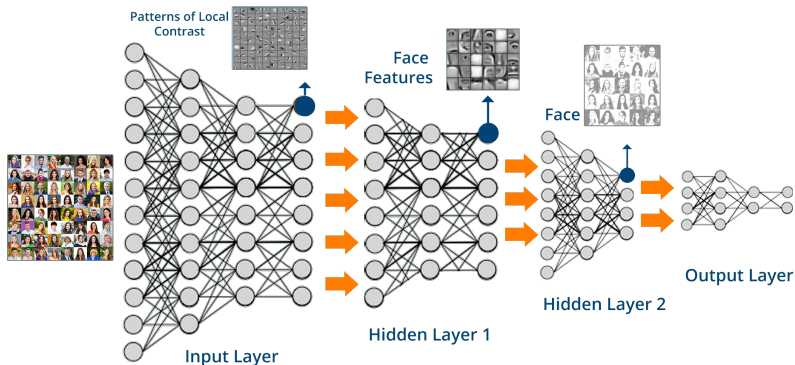 Patterns of Local
Contrast
Face
Features
Face
Input Layer
Hidden Layer 1
Hidden Layer 2
Output Layer